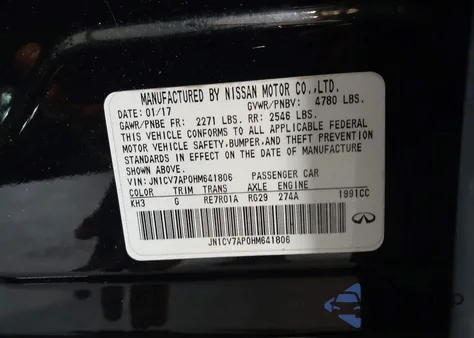 MANUFACTURED BY NISSAN MOTOR CO.,LTD.
DATE: 01/17 GVWR/PNBV: 4780 LBS.
GAWR/PNBE FR: 2271 LBS. RR: 2546 LBS.
THIS VEHICLE CONFORMS TO ALL APPLICABLE FEDERAL
MOTOR VEHICLE SAFETY,BUMPER,AND THEFT PREVENTION
STANDARDS IN EFFECT ON THE DATE OF MANUFACTURE
SHOWN ABOVE.
VIN: JN1CV7AP0HM641806 PASSENGER CAR
COLOR TRIM TRANS AXLE ENGINE
KH3 G RE7R01A RG29 274A 1991CC
JN1CV7AP0HM641806